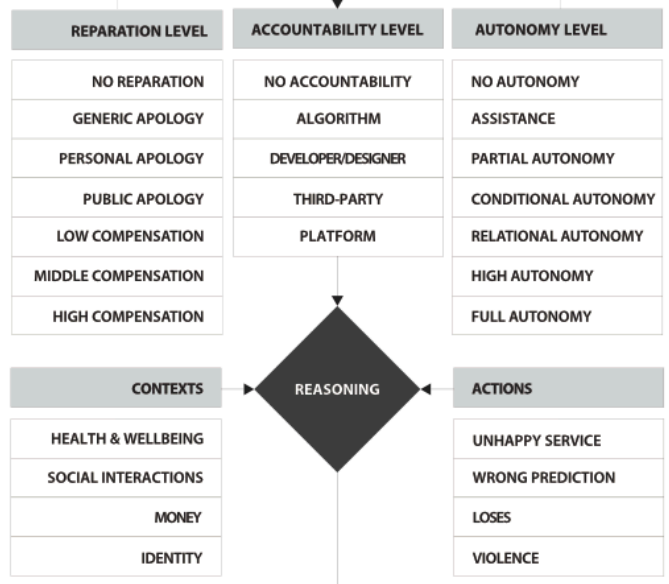 REPARATION LEVEL
NO REPARATION
GENERIC APOLOGY
PERSONAL APOLOGY
PUBLIC APOLOGY
LOW COMPENSATION
MIDDLE COMPENSATION
HIGH COMPENSATION
ACCOUNTABILITY LEVEL
NO ACCOUNTABILITY
ALGORITHM
DEVELOPER/DESIGNER
THIRD-PARTY
PLATFORM
AUTONOMY LEVEL
NO AUTONOMY
ASSISTANCE
PARTIAL AUTONOMY
CONDITIONAL AUTONOMY
RELATIONAL AUTONOMY
HIGH AUTONOMY
FULL AUTONOMY
CONTEXTS
HEALTH & WELLBEING
SOCIAL INTERACTIONS
MONEY
IDENTITY
REASONING
ACTIONS
UNHAPPY SERVICE
WRONG PREDICTION
LOSES
VIOLENCE